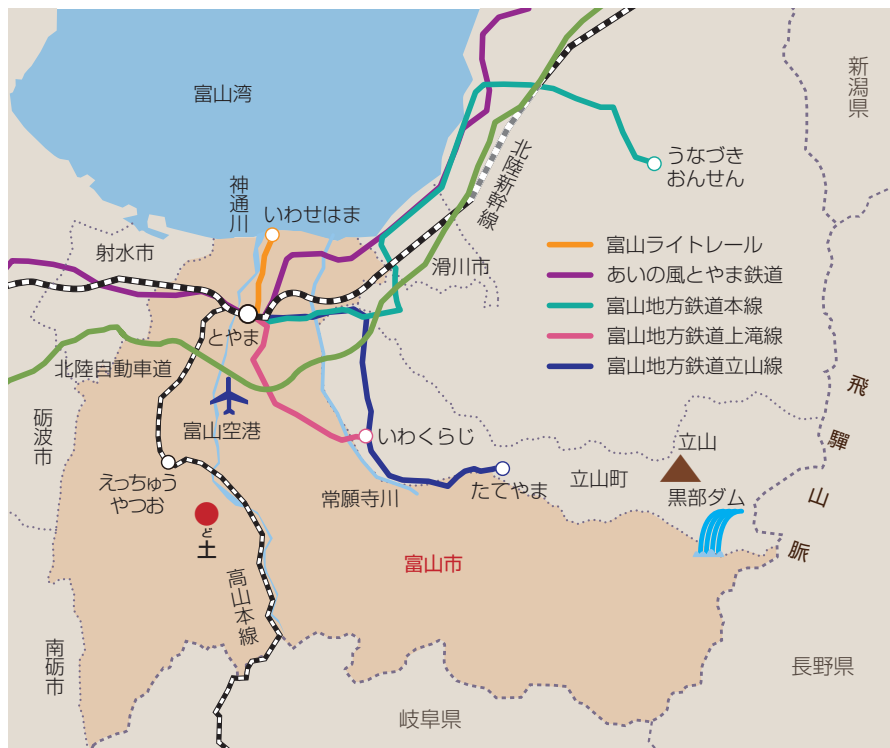 富山湾
新潟県
北陸新幹線
うなづき
おんせん
神通川
いわせはま
射水市
滑川市
富山ライトレール
あいの風とやま鉄道
富山地方鉄道本線
富山地方鉄道上滝線
富山地方鉄道立山線
とやま
北陸自動車道
富山空港
砺波市
いわくらじ
飛
騨
山
脈
立山
えっちゅう
やつお
常願寺川
たてやま
立山町
黒部ダム
ど
土
富山市
高山本線
南砺市
長野県
岐阜県